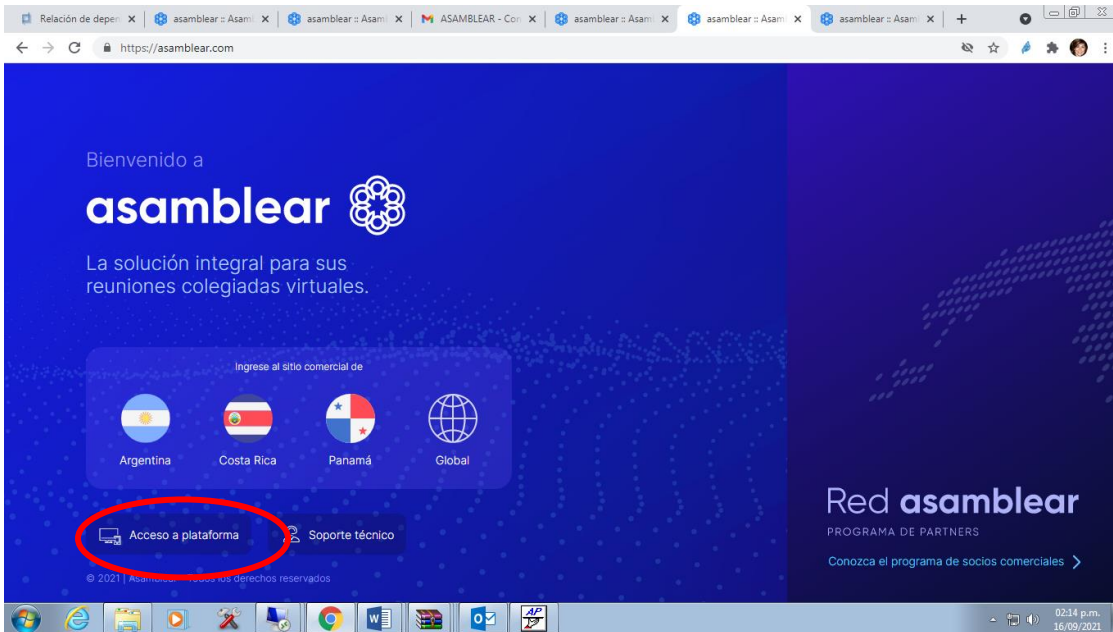 Relación de depen
asamblear :: Asam
asamblear :: Asam
ASAMBLEAR - Con
asamblear :: Asam
asamblear :: Asam
asamblear :: Asam
https://asamblear.com
Bienvenido a
asamblear
La solución integral para sus
reuniones colegiadas virtuales.
Ingrese al sitio comercial de
Argentina Costa Rica Panamá Global
Acceso a plataforma Soporte técnico
© 2021 | Asamblear - Todos los derechos reservados
Red asamblear
PROGRAMA DE PARTNERS
Conozca el programa de socios comerciales
AP
02:14 p.m.
16/09/2021